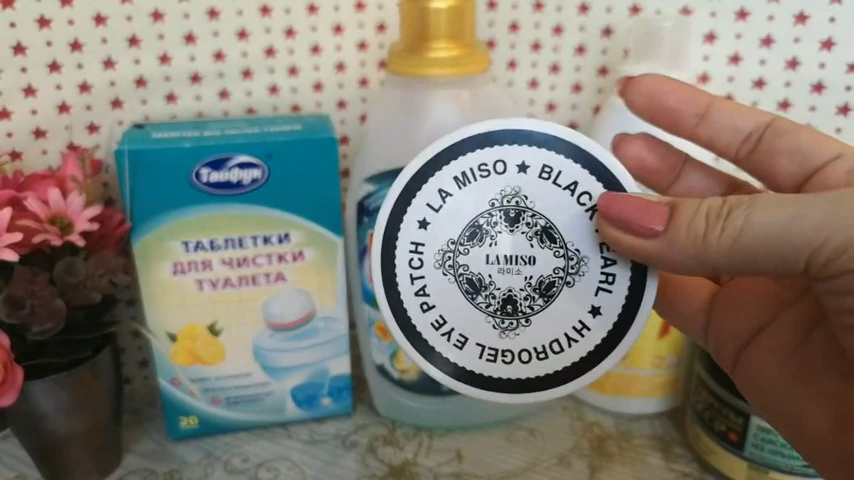 Тайфун
ТАБЛЕТКИ
ДЛЯ ЧИСТКИ
ТУАЛЕТА
20
LA MISO ★ BLACK PEARL ★ HYDROGEL EYE PATCH ★
LA MISO
라미소